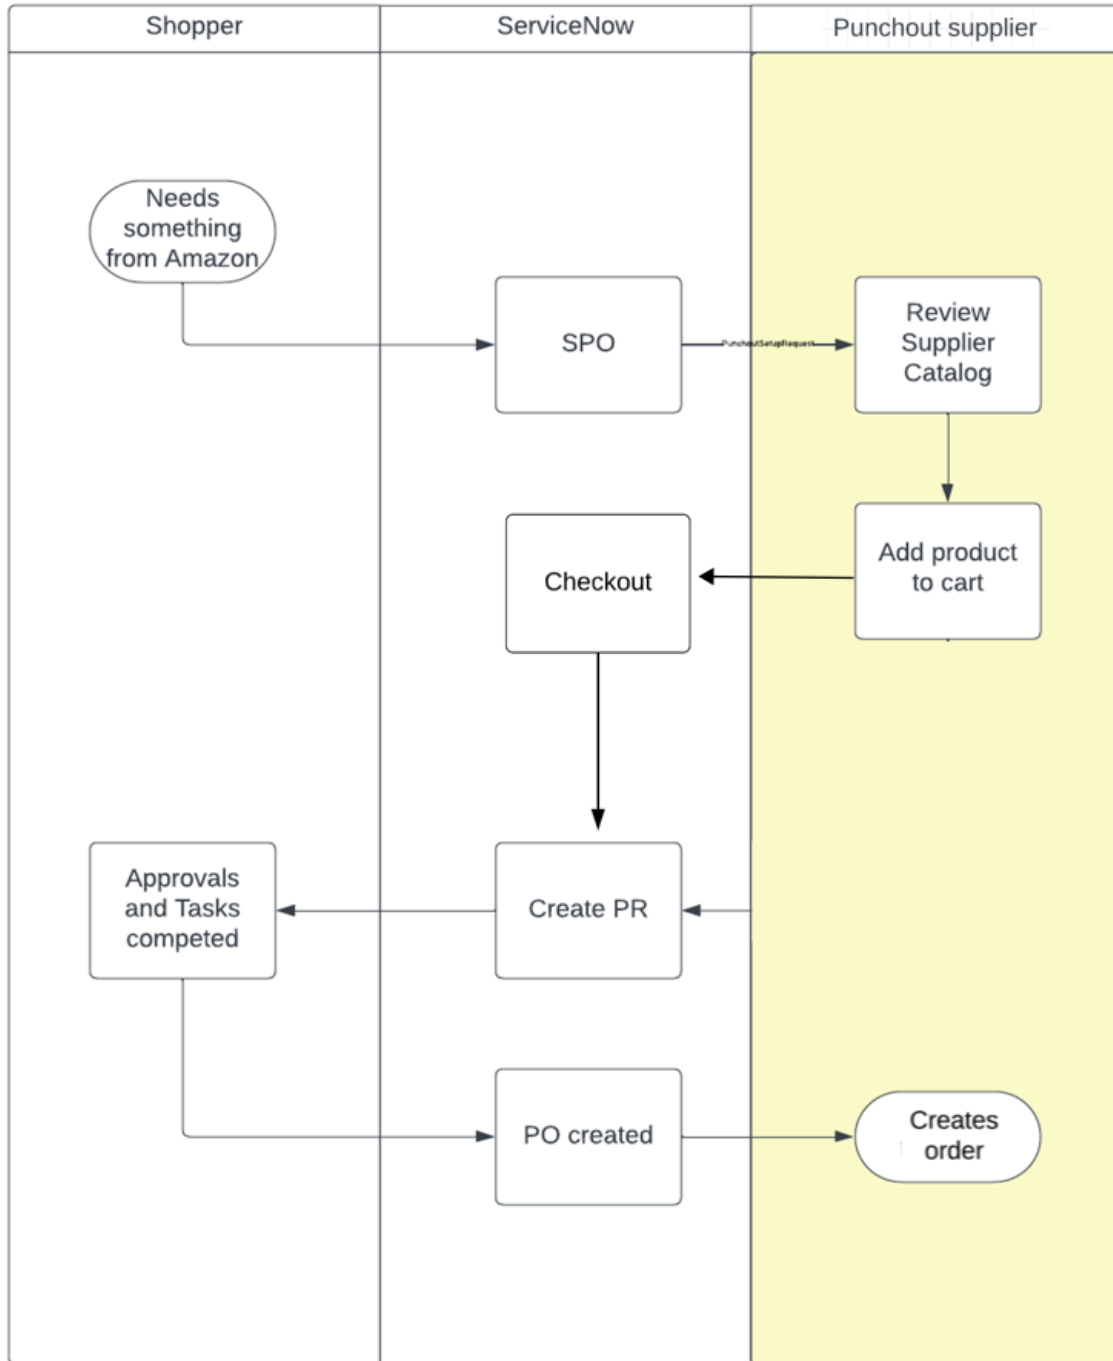 Shopper
ServiceNow
Punchout supplier
Needs
something
from Amazon
SPO
PunchoutSetupRequest
Review
Supplier
Catalog
Checkout
Add product
to cart
Approvals
and Tasks
competed
Create PR
PO created
Creates
order